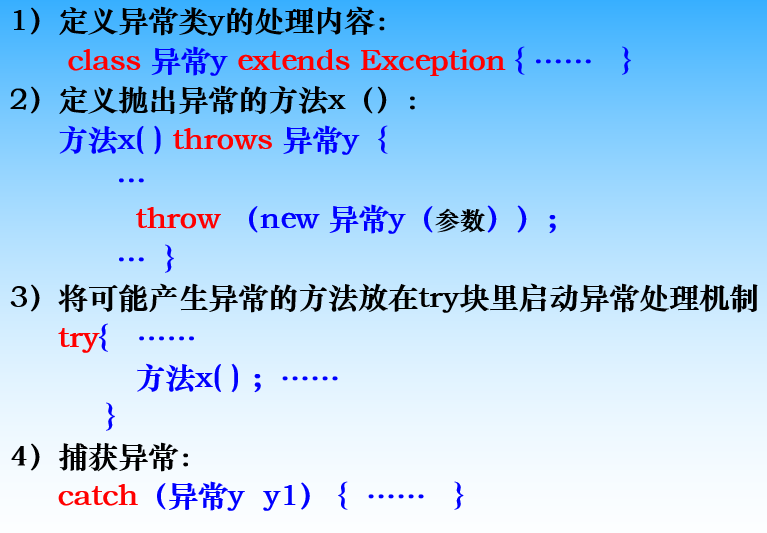 1）定义异常类y的处理内容:
class 异常y extends Exception { …… }
2）定义抛出异常的方法x（）:
方法x( ) throws 异常y {
…
throw （new 异常y（参数））;
… }
3）将可能产生异常的方法放在try块里启动异常处理机制
try{ ……
方法x( ) ; ……
}
4）捕获异常:
catch（异常y y1） { …… }